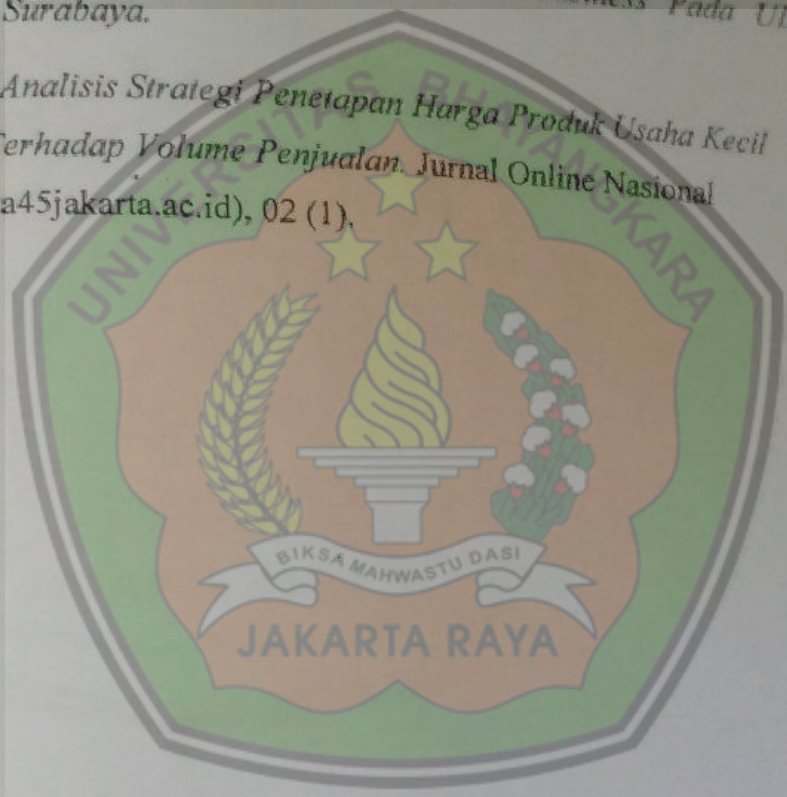 Pada
Surabaya.
Analisis Strategi Penetapan Harga Produk Usaha Kecil
Terhadap Volume Penjualan. Jurnal Online Nasional
a45jakarta.ac.id), 02 (1).
UNIVERSITAS BHAYANGKARA
BIKSA MAHWASTU DASI
JAKARTA RAYA